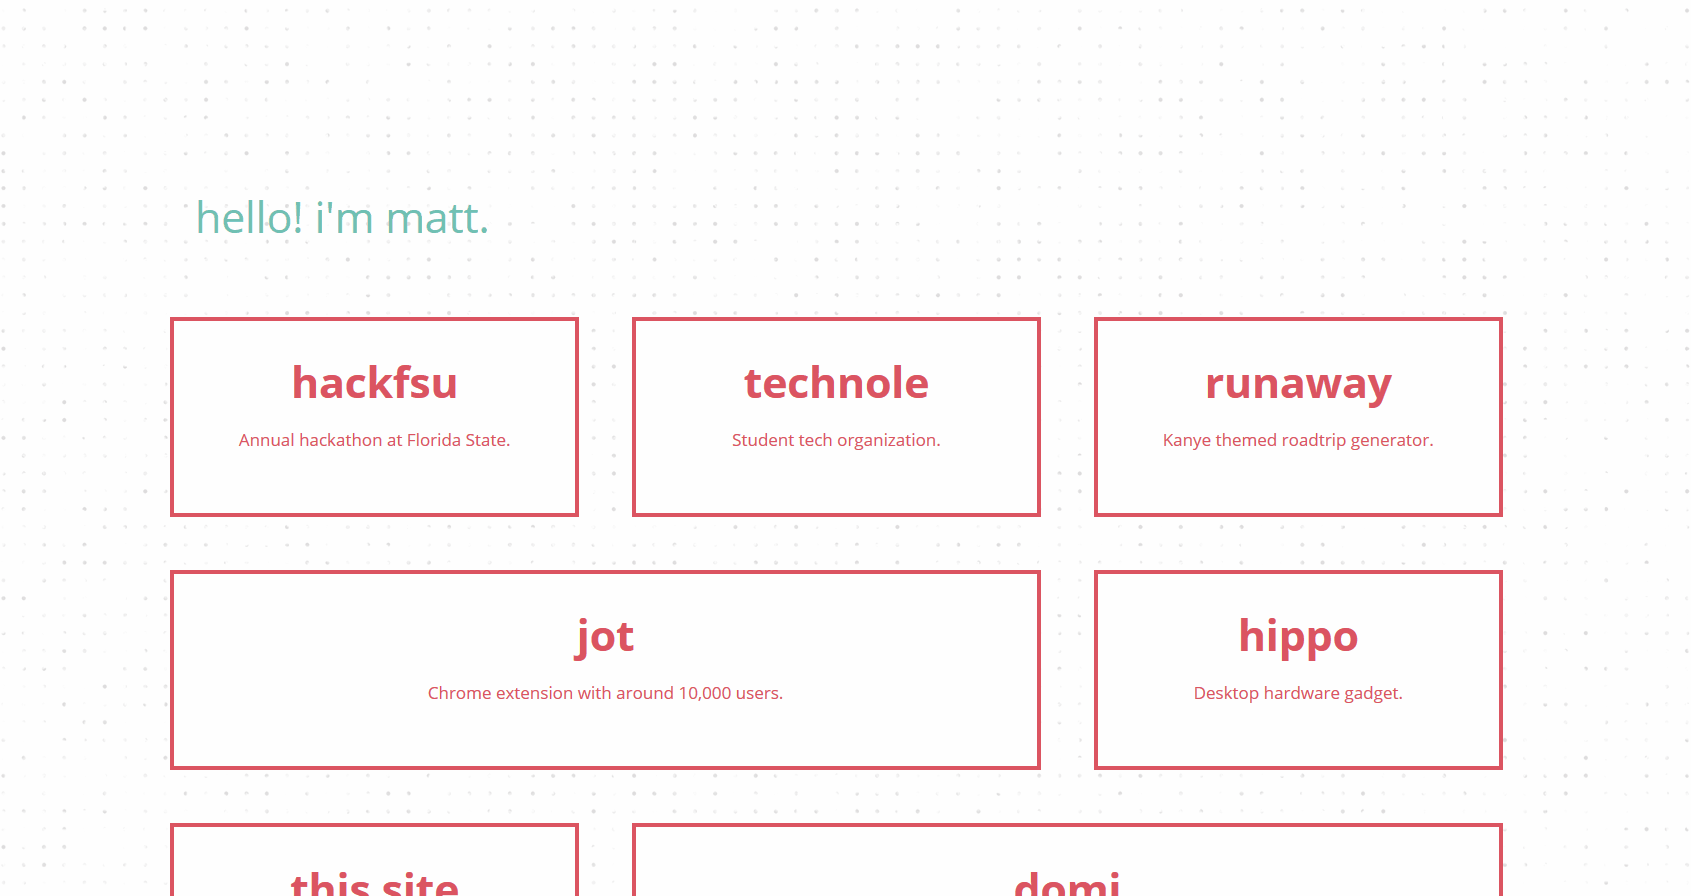 hello! i'm matt.
hackfsu
technole
runaway
Annual hackathon at Florida State.
Student tech organization.
Kanye themed roadtrip generator.
jot
hippo
Chrome extension with around 10,000 users.
Desktop hardware gadget.
this site
domi